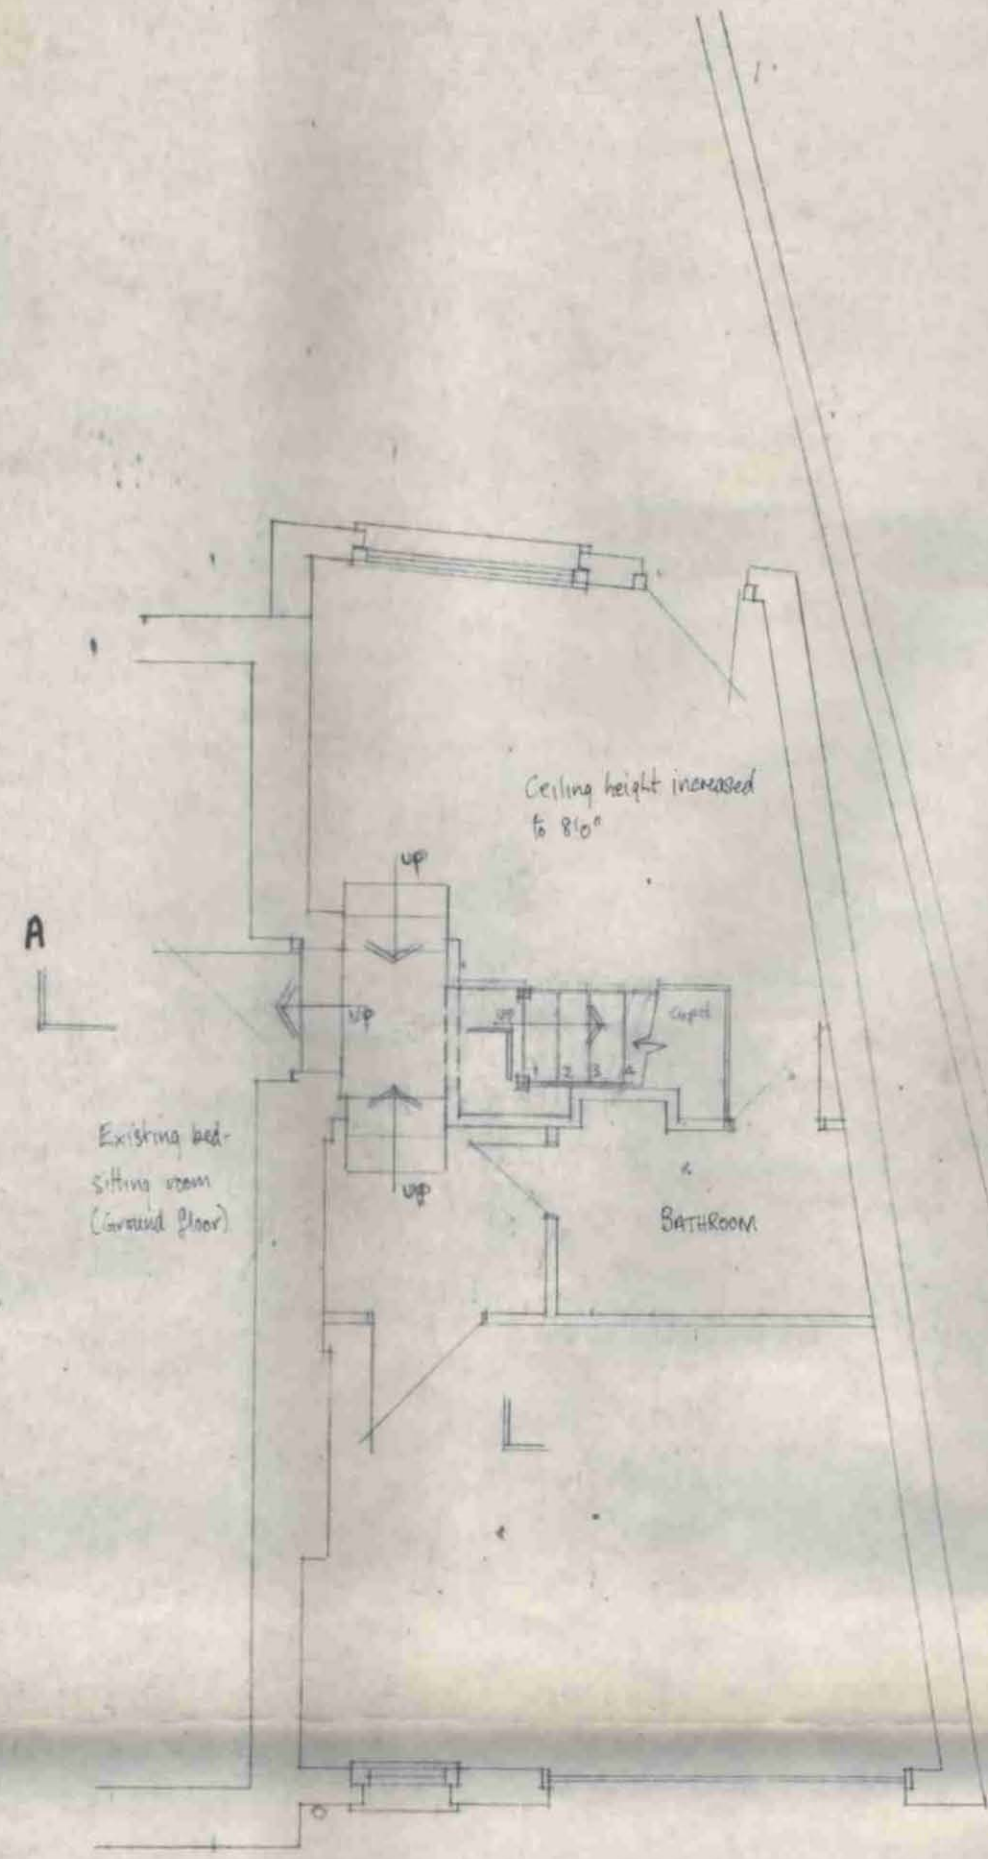 Ceiling height increased
to 8'0"
up
A
up
up
Cupd
1 2 3 4
Existing bed-
sitting room
(Ground floor)
up
BATHROOM